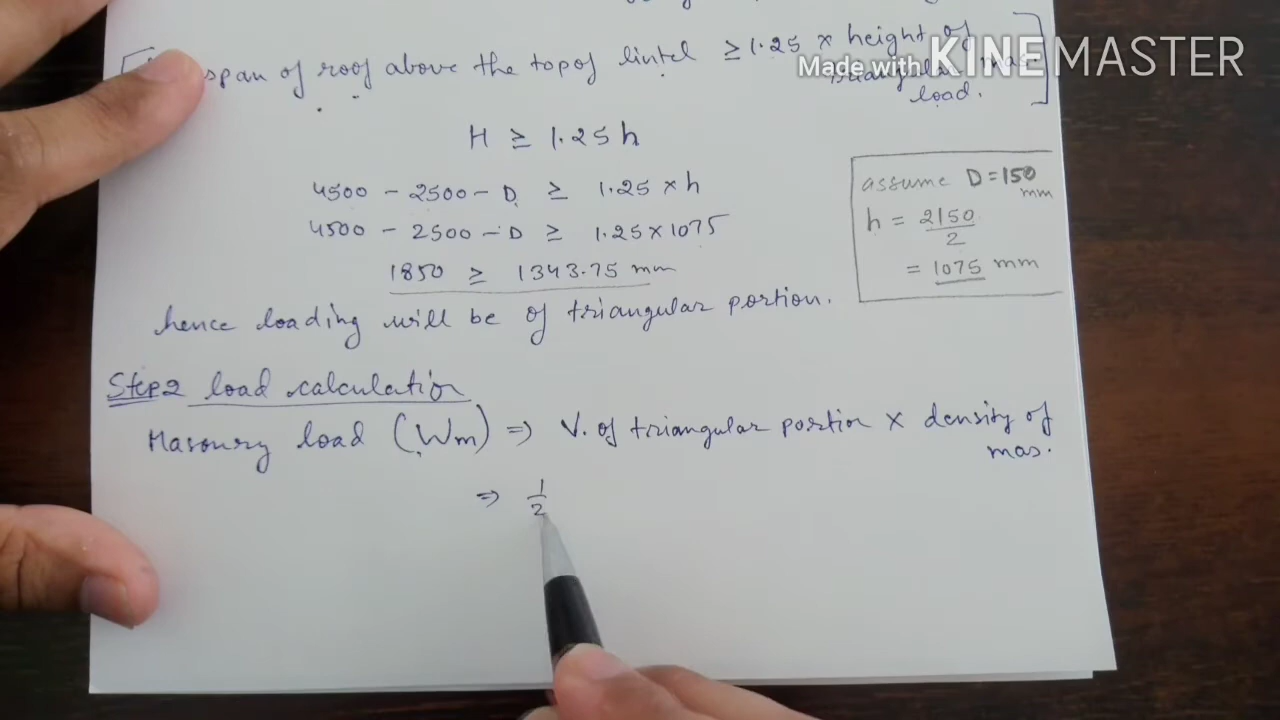 span of roof above the top of lintel ≥ 1.25 × height of
triangular mas.
load.
Made with KINEMASTER
H ≥ 1.25h
4500 - 2500 - D ≥ 1.25 × h
4500 - 2500 - D ≥ 1.25 × 1075
1850 ≥ 1343.75 mm
assume D = 150 mm
h = 2150/2
= 1075 mm
hence loading will be of triangular portion.
Step 2 load calculation
Masonry load (Wm) ⇒ V. of triangular portion × density of
mas.
⇒ 1/2